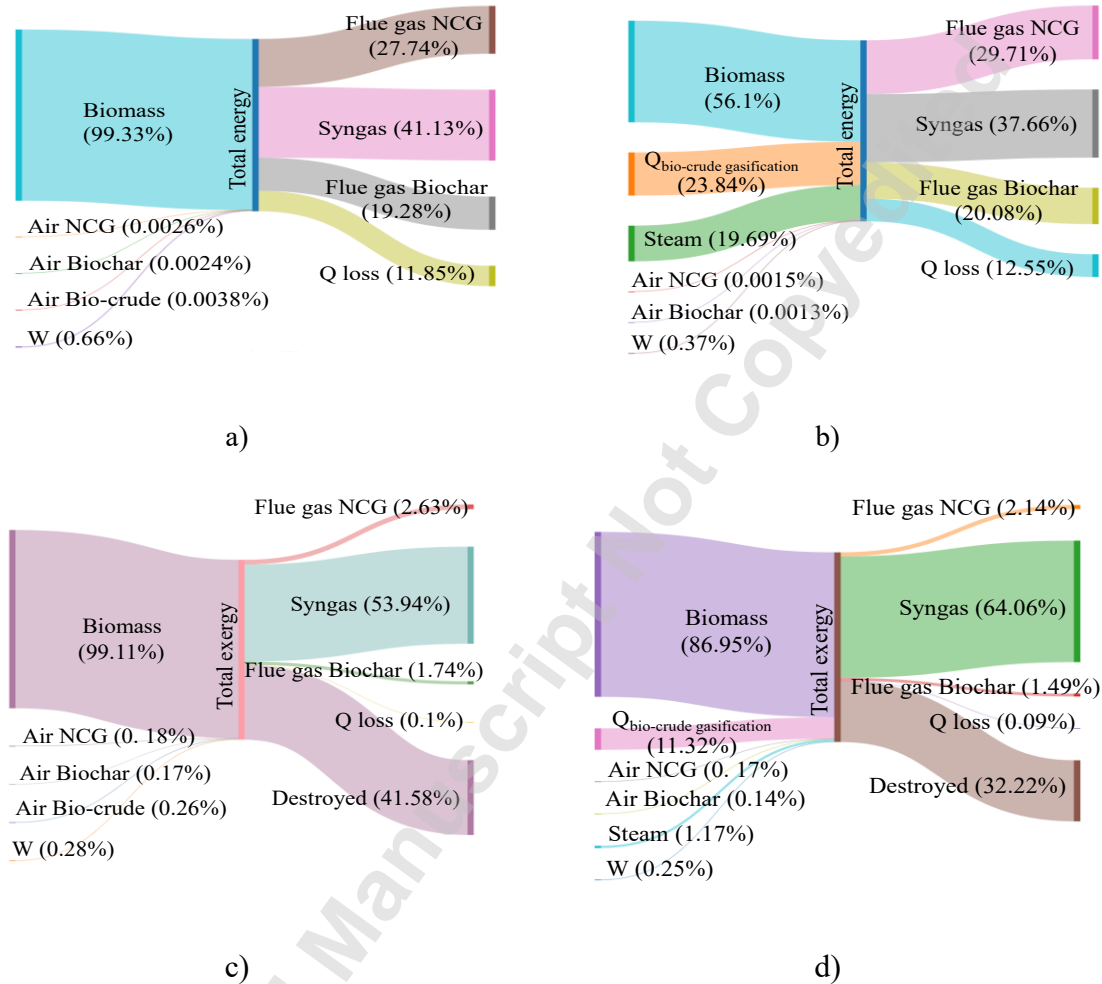 Flue gas NCG
(27.74%)
Biomass
(99.33%)
Total energy
Syngas (41.13%)
Flue gas Biochar
(19.28%)
Air NCG (0.0026%)
Air Biochar (0.0024%)
Q loss (11.85%)
Air Bio-crude (0.0038%)
W (0.66%)
a)
Flue gas NCG
(29.71%)
Biomass
(56.1%)
Total energy
Syngas (37.66%)
Qbio-crude gasification
(23.84%)
Flue gas Biochar
(20.08%)
Steam (19.69%)
Q loss (12.55%)
Air NCG (0.0015%)
Air Biochar (0.0013%)
W (0.37%)
b)
Flue gas NCG (2.63%)
Biomass
(99.11%)
Total exergy
Syngas (53.94%)
Flue gas Biochar (1.74%)
Q loss (0.1%)
Air NCG (0. 18%)
Air Biochar (0.17%)
Air Bio-crude (0.26%)
Destroyed (41.58%)
W (0.28%)
c)
Flue gas NCG (2.14%)
Biomass
(86.95%)
Total exergy
Syngas (64.06%)
Flue gas Biochar (1.49%)
Qbio-crude gasification
(11.32%)
Q loss (0.09%)
Air NCG (0. 17%)
Air Biochar (0.14%)
Destroyed (32.22%)
Steam (1.17%)
W (0.25%)
d)
Manuscript Not Copyedited